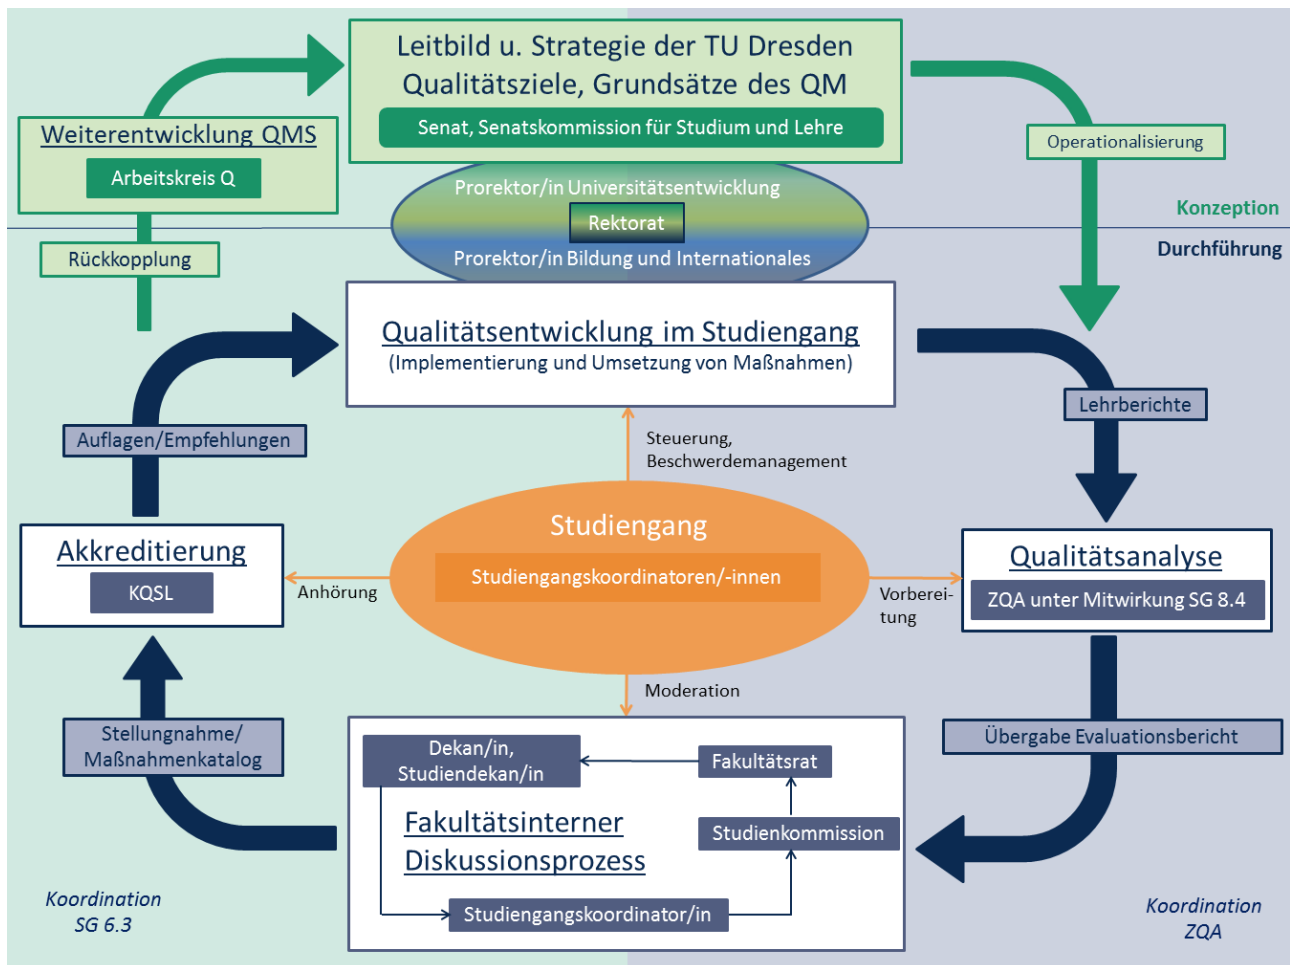 Leitbild u. Strategie der TU Dresden
Qualitätsziele, Grundsätze des QM
Senat, Senatskommission für Studium und Lehre
Weiterentwicklung QMS
Arbeitskreis Q
Operationalisierung
Prorektor/in Universitätsentwicklung
Rektorat
Prorektor/in Bildung und Internationales
Konzeption
Durchführung
Rückkopplung
Qualitätsentwicklung im Studiengang
(Implementierung und Umsetzung von Maßnahmen)
Lehrberichte
Auflagen/Empfehlungen
Steuerung,
Beschwerdemanagement
Studiengang
Studiengangskoordinatoren/-innen
Akkreditierung
KQSL
Anhörung
Vorberei-
tung
Qualitätsanalyse
ZQA unter Mitwirkung SG 8.4
Moderation
Stellungnahme/
Maßnahmenkatalog
Übergabe Evaluationsbericht
Dekan/in,
Studiendekan/in
Fakultätsrat
Fakultätsinterner
Diskussionsprozess
Studienkommission
Studiengangskoordinator/in
Koordination
SG 6.3
Koordination
ZQA